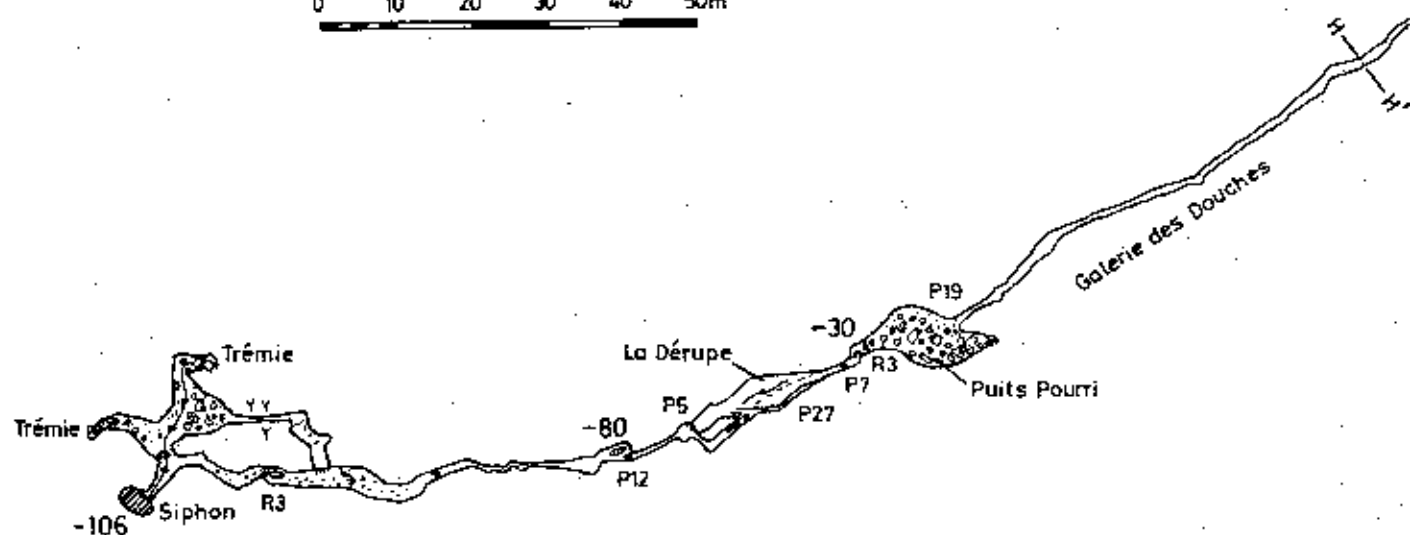 0 10 20 30 40 50m
H
H'
Galerie des Douches
P19
-30
La Dérupe
R3
P7
Puits Pourri
Trémie
P27
P5
Y Y
Trémie
Y
-80
P12
R3
Siphon
-106